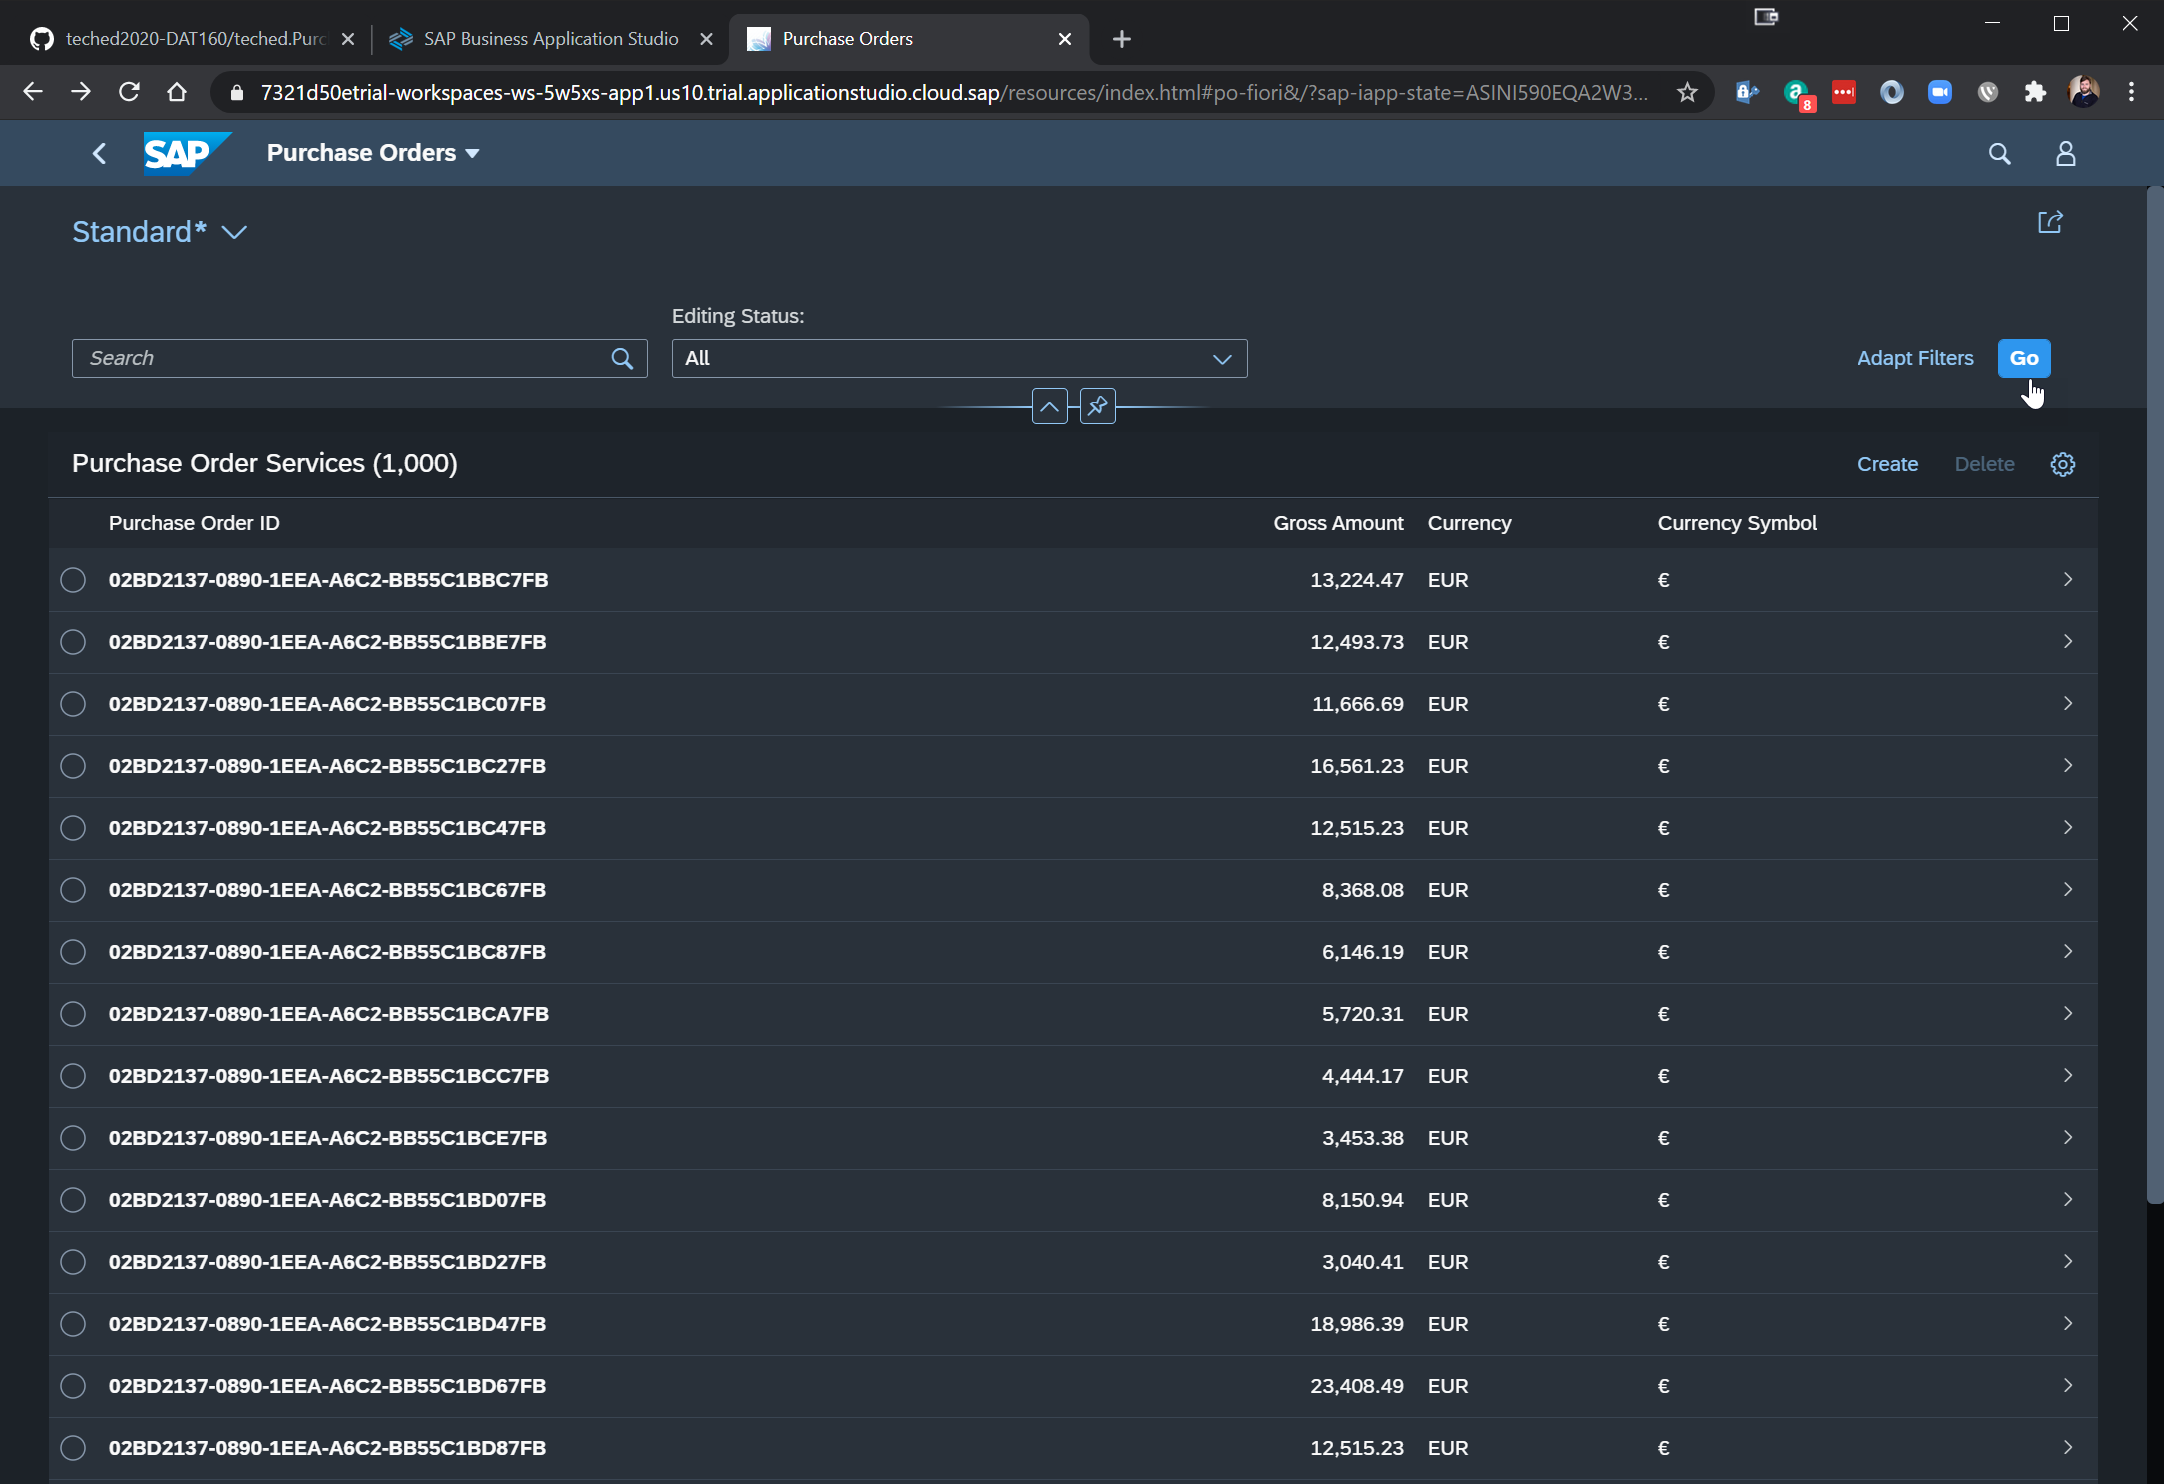 teched2020-DAT160/teched.Purc
SAP Business Application Studio
Purchase Orders
7321d50etrial-workspaces-ws-5w5xs-app1.us10.trial.applicationstudio.cloud.sap/resources/index.html#po-fiori&/?sap-iapp-state=ASINI590EQA2W3...
a 8
SAP
Purchase Orders
Standard*
Editing Status:
Search
All
Adapt Filters
Go
Purchase Order Services (1,000)
Create Delete
Purchase Order ID Gross Amount Currency Currency Symbol
02BD2137-0890-1EEA-A6C2-BB55C1BBC7FB 13,224.47 EUR €
02BD2137-0890-1EEA-A6C2-BB55C1BBE7FB 12,493.73 EUR €
02BD2137-0890-1EEA-A6C2-BB55C1BC07FB 11,666.69 EUR €
02BD2137-0890-1EEA-A6C2-BB55C1BC27FB 16,561.23 EUR €
02BD2137-0890-1EEA-A6C2-BB55C1BC47FB 12,515.23 EUR €
02BD2137-0890-1EEA-A6C2-BB55C1BC67FB 8,368.08 EUR €
02BD2137-0890-1EEA-A6C2-BB55C1BC87FB 6,146.19 EUR €
02BD2137-0890-1EEA-A6C2-BB55C1BCA7FB 5,720.31 EUR €
02BD2137-0890-1EEA-A6C2-BB55C1BCC7FB 4,444.17 EUR €
02BD2137-0890-1EEA-A6C2-BB55C1BCE7FB 3,453.38 EUR €
02BD2137-0890-1EEA-A6C2-BB55C1BD07FB 8,150.94 EUR €
02BD2137-0890-1EEA-A6C2-BB55C1BD27FB 3,040.41 EUR €
02BD2137-0890-1EEA-A6C2-BB55C1BD47FB 18,986.39 EUR €
02BD2137-0890-1EEA-A6C2-BB55C1BD67FB 23,408.49 EUR €
02BD2137-0890-1EEA-A6C2-BB55C1BD87FB 12,515.23 EUR €